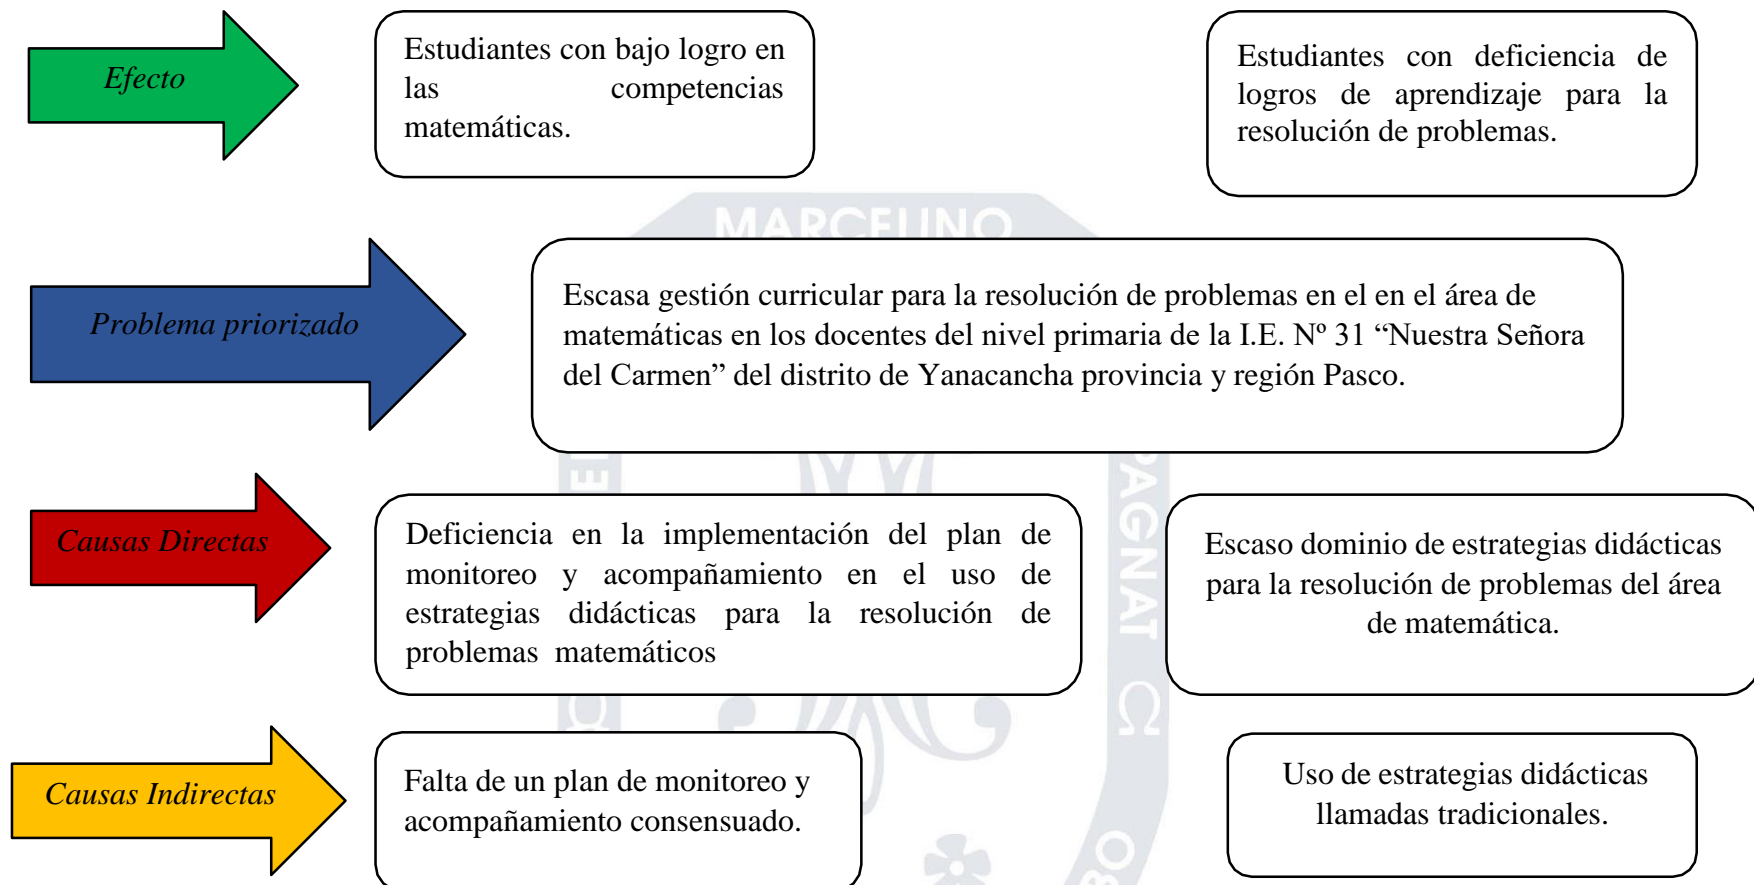 Efecto
Estudiantes con bajo logro en
las competencias
matemáticas.
Estudiantes con deficiencia de
logros de aprendizaje para la
resolución de problemas.
MARCELINO
Problema priorizado
Escasa gestión curricular para la resolución de problemas en el en el área de
matemáticas en los docentes del nivel primaria de la I.E. Nº 31 “Nuestra Señora
del Carmen” del distrito de Yanacancha provincia y región Pasco.
PAGNAT Ω
Causas Directas
Deficiencia en la implementación del plan de
monitoreo y acompañamiento en el uso de
estrategias didácticas para la resolución de
problemas matemáticos
Escaso dominio de estrategias didácticas
para la resolución de problemas del área
de matemática.
Causas Indirectas
Falta de un plan de monitoreo y
acompañamiento consensuado.
Uso de estrategias didácticas
llamadas tradicionales.